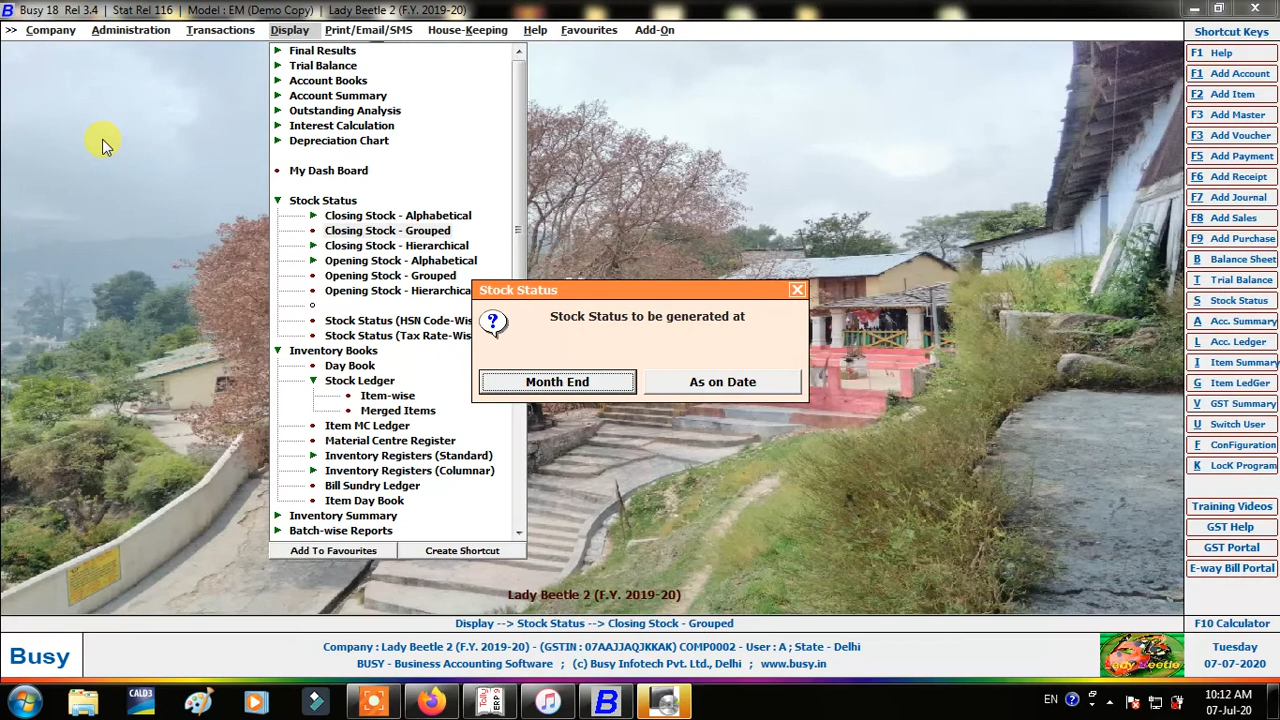 Busy 18 Rel 3.4 | Stat Rel 116 | Model : EM (Demo Copy) | Lady Beetle 2 (F.Y. 2019-20)
>> Company Administration Transactions Display Print/Email/SMS House-Keeping Help Favourites Add-On
Shortcut Keys
F1 Help
F1 Add Account
F2 Add Item
F3 Add Master
F3 Add Voucher
F5 Add Payment
F6 Add Receipt
F7 Add Journal
F8 Add Sales
F9 Add Purchase
B Balance Sheet
T Trial Balance
S Stock Status
A Acc. Summary
L Acc. Ledger
I Item Summary
G Item LedGer
V GST Summary
U Switch User
F ConFiguration
K LocK Program
Training Videos
GST Help
GST Portal
E-way Bill Portal
Final Results
Trial Balance
Account Books
Account Summary
Outstanding Analysis
Interest Calculation
Depreciation Chart
My Dash Board
Stock Status
Closing Stock - Alphabetical
Closing Stock - Grouped
Closing Stock - Hierarchical
Opening Stock - Alphabetical
Opening Stock - Grouped
Opening Stock - Hierarchica
Stock Status (HSN Code-Wis
Stock Status (Tax Rate-Wis
Inventory Books
Day Book
Stock Ledger
Item-wise
Merged Items
Item MC Ledger
Material Centre Register
Inventory Registers (Standard)
Inventory Registers (Columnar)
Bill Sundry Ledger
Item Day Book
Inventory Summary
Batch-wise Reports
Add To Favourites Create Shortcut
Stock Status
Stock Status to be generated at
Month End As on Date
Lady Beetle 2 (F.Y. 2019-20)
Display --> Stock Status --> Closing Stock - Grouped
F10 Calculator
Busy
Company : Lady Beetle 2 (F.Y. 2019-20) - (GSTIN : 07AAJJAQJKKAK) COMP0002 - User : A ; State - Delhi
BUSY - Business Accounting Software ; (c) Busy Infotech Pvt. Ltd., Delhi ; www.busy.in
Lady Beetle
Tuesday
07-07-2020
CALD3
Tally
ERP 9
EN
10:12 AM
07-Jul-20